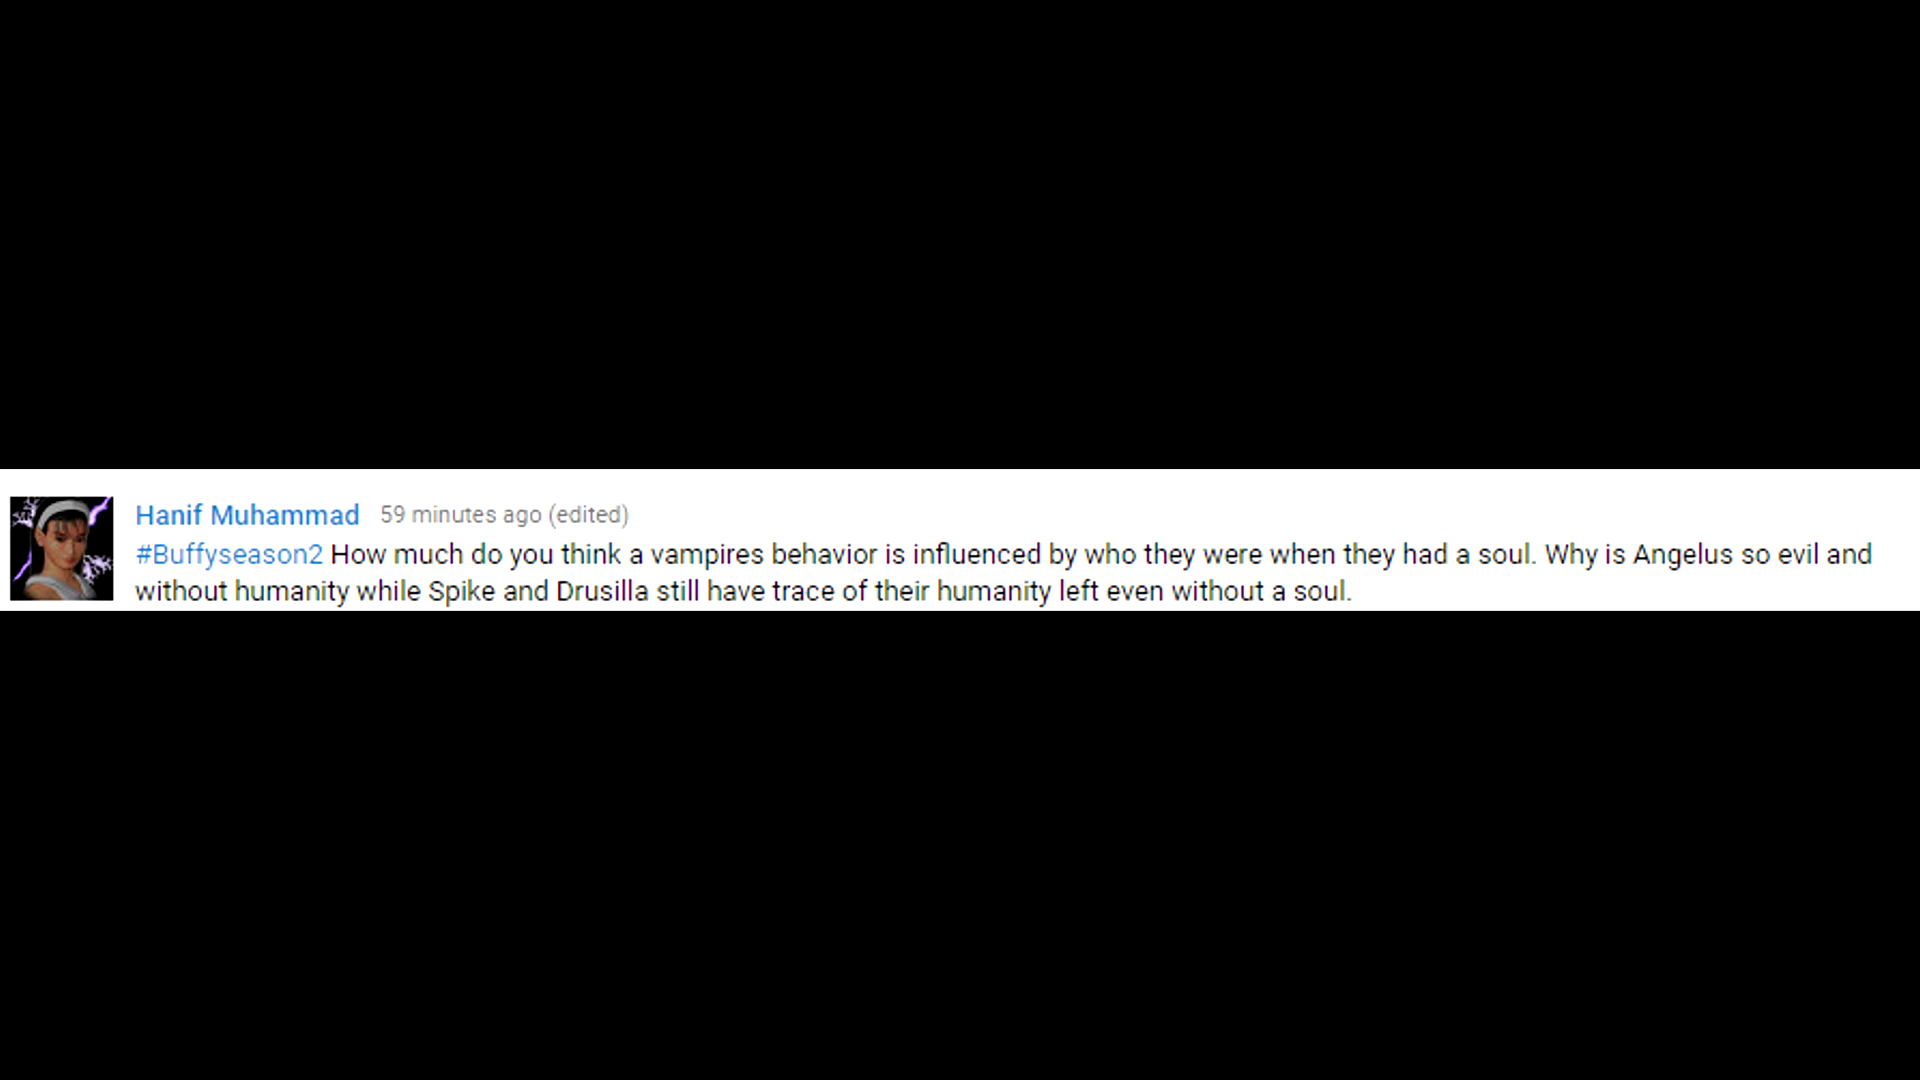 Hanif Muhammad 59 minutes ago (edited)
#Buffyseason2 How much do you think a vampires behavior is influenced by who they were when they had a soul. Why is Angelus so evil and
without humanity while Spike and Drusilla still have trace of their humanity left even without a soul.